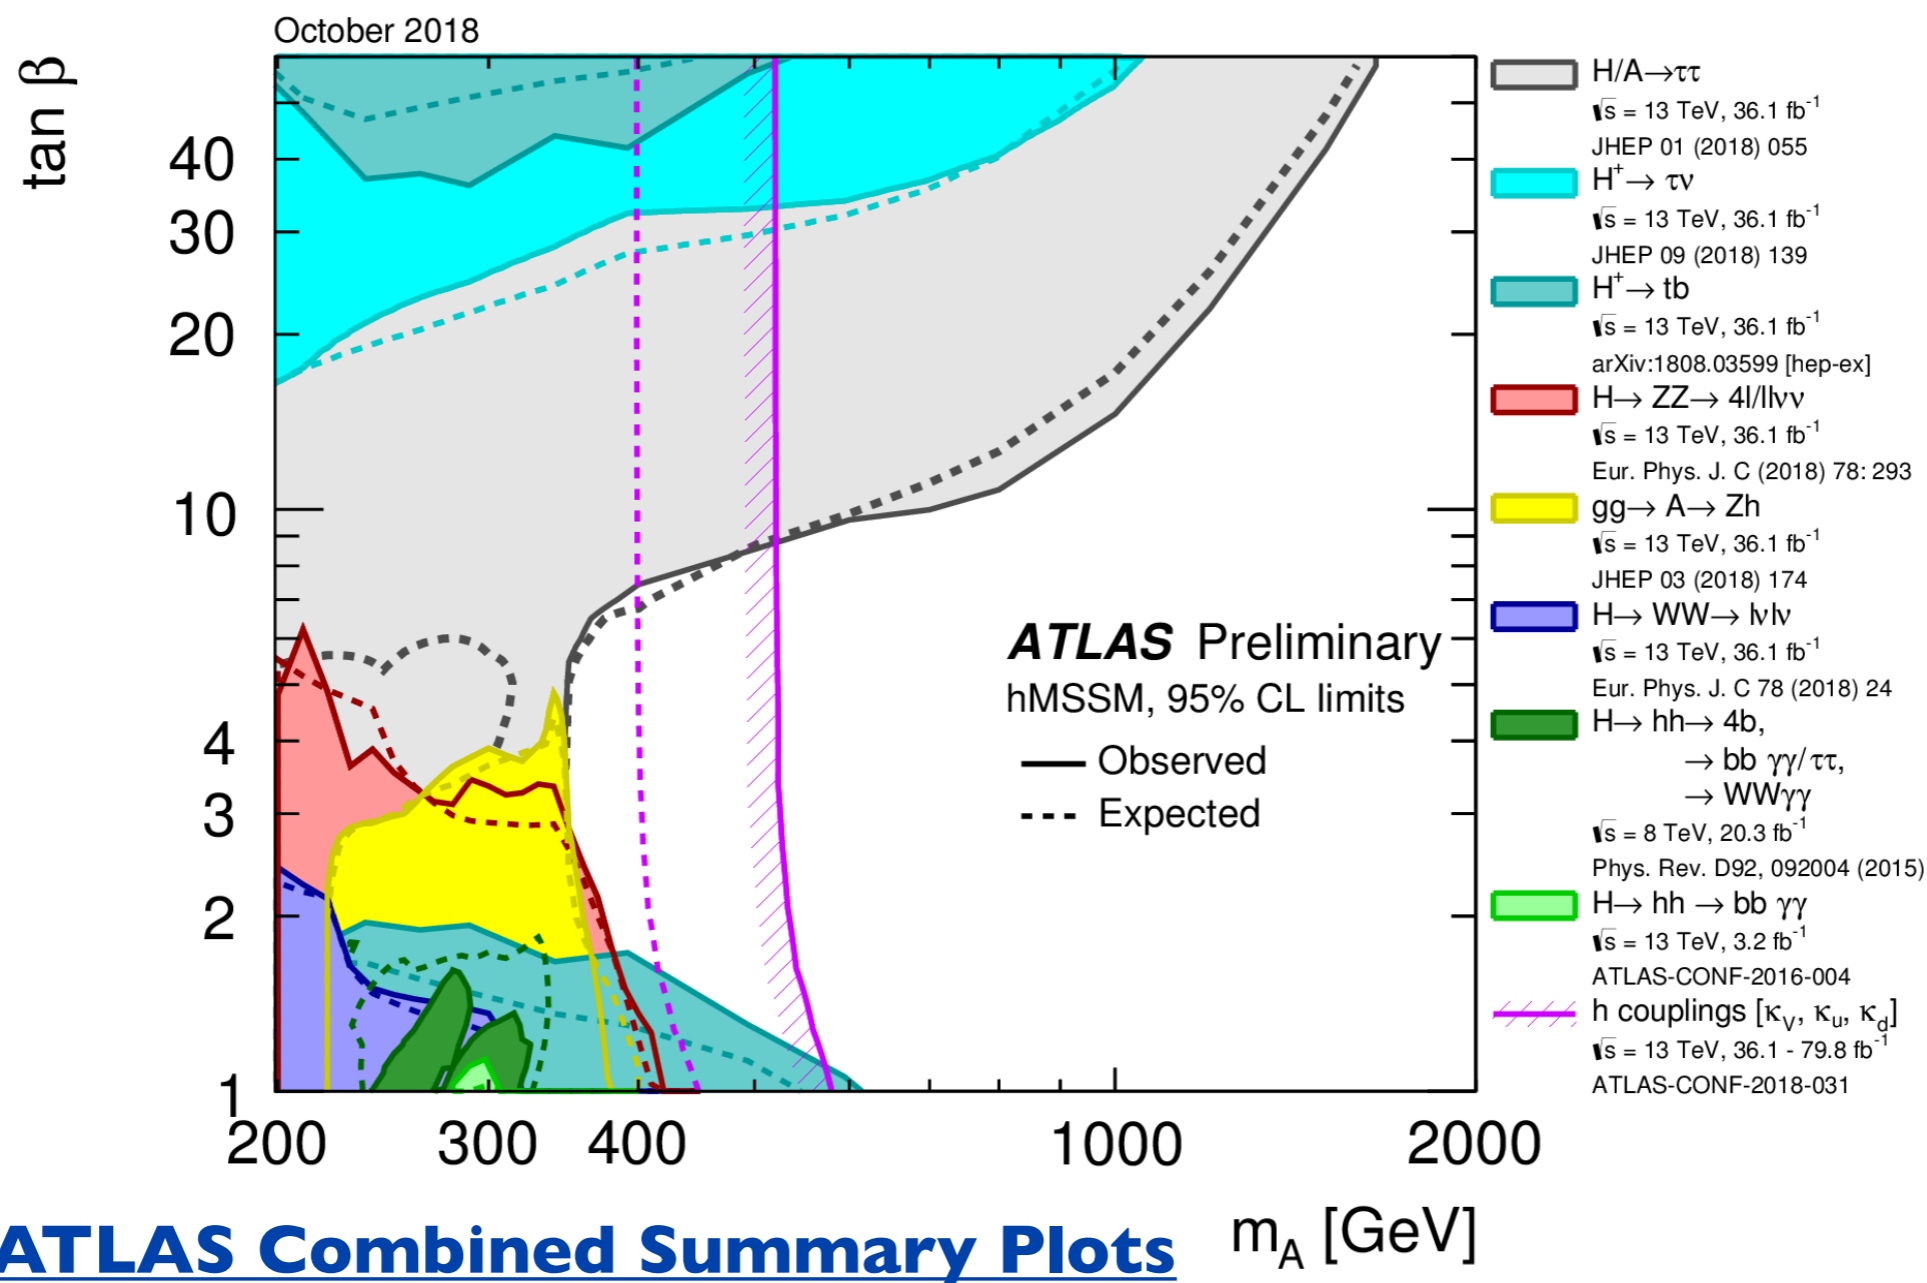 October 2018
tan β
40
30
20
10
4
3
2
1
200 300 400 1000 2000
m_A [GeV]
ATLAS Preliminary
hMSSM, 95% CL limits
Observed
Expected
H/A→ττ
√s = 13 TeV, 36.1 fb⁻¹
JHEP 01 (2018) 055
H⁺→ τν
√s = 13 TeV, 36.1 fb⁻¹
JHEP 09 (2018) 139
H⁺→ tb
√s = 13 TeV, 36.1 fb⁻¹
arXiv:1808.03599 [hep-ex]
H→ ZZ→ 4l/llνν
√s = 13 TeV, 36.1 fb⁻¹
Eur. Phys. J. C (2018) 78: 293
gg→ A→ Zh
√s = 13 TeV, 36.1 fb⁻¹
JHEP 03 (2018) 174
H→ WW→ lνlν
√s = 13 TeV, 36.1 fb⁻¹
Eur. Phys. J. C 78 (2018) 24
H→ hh→ 4b,
→ bb γγ/ττ,
→ WWγγ
√s = 8 TeV, 20.3 fb⁻¹
Phys. Rev. D92, 092004 (2015)
H→ hh → bb γγ
√s = 13 TeV, 3.2 fb⁻¹
ATLAS-CONF-2016-004
h couplings [κ_V, κ_u, κ_d]
√s = 13 TeV, 36.1 - 79.8 fb⁻¹
ATLAS-CONF-2018-031
ATLAS Combined Summary Plots